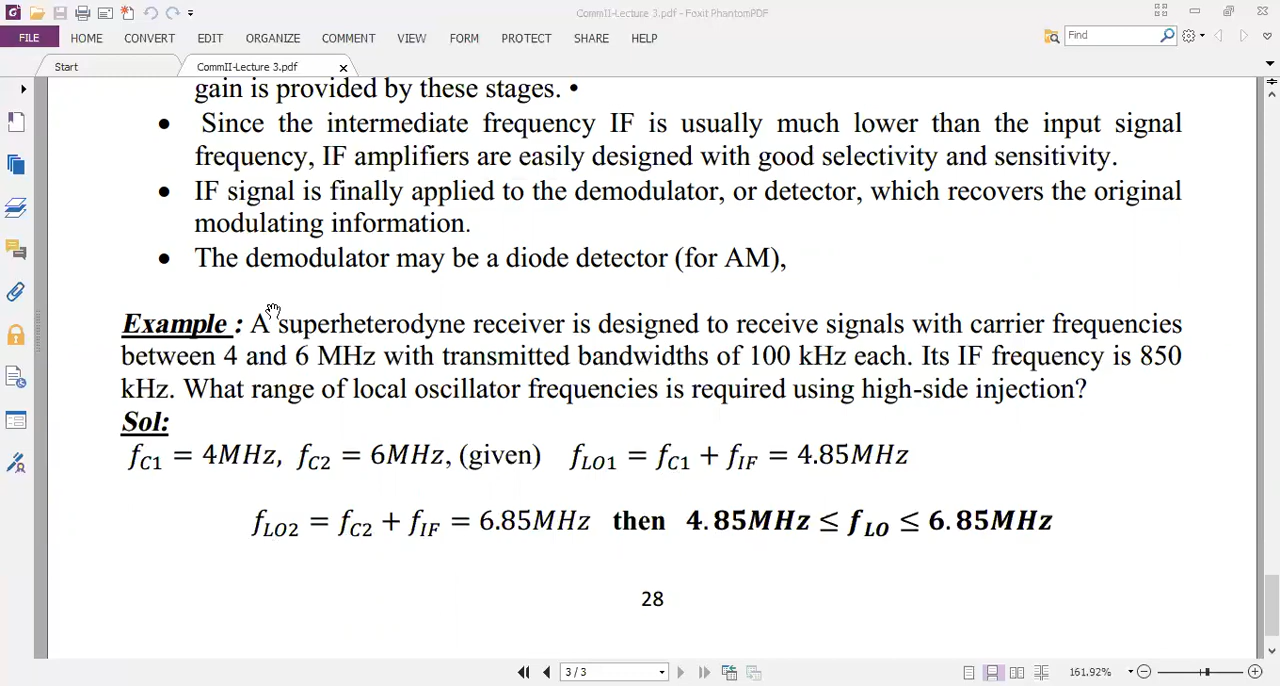 CommII-Lecture 3.pdf - Foxit PhantomPDF
FILE HOME CONVERT EDIT ORGANIZE COMMENT VIEW FORM PROTECT SHARE HELP Find
Start CommII-Lecture 3.pdf
gain is provided by these stages. •
• Since the intermediate frequency IF is usually much lower than the input signal
frequency, IF amplifiers are easily designed with good selectivity and sensitivity.
• IF signal is finally applied to the demodulator, or detector, which recovers the original
modulating information.
• The demodulator may be a diode detector (for AM),
Example : A superheterodyne receiver is designed to receive signals with carrier frequencies
between 4 and 6 MHz with transmitted bandwidths of 100 kHz each. Its IF frequency is 850
kHz. What range of local oscillator frequencies is required using high-side injection?
Sol:
f_C1 = 4MHz, f_C2 = 6MHz, (given) f_LO1 = f_C1 + f_IF = 4.85MHz
f_LO2 = f_C2 + f_IF = 6.85MHz then 4.85MHz ≤ f_LO ≤ 6.85MHz
28
3 / 3 161.92%